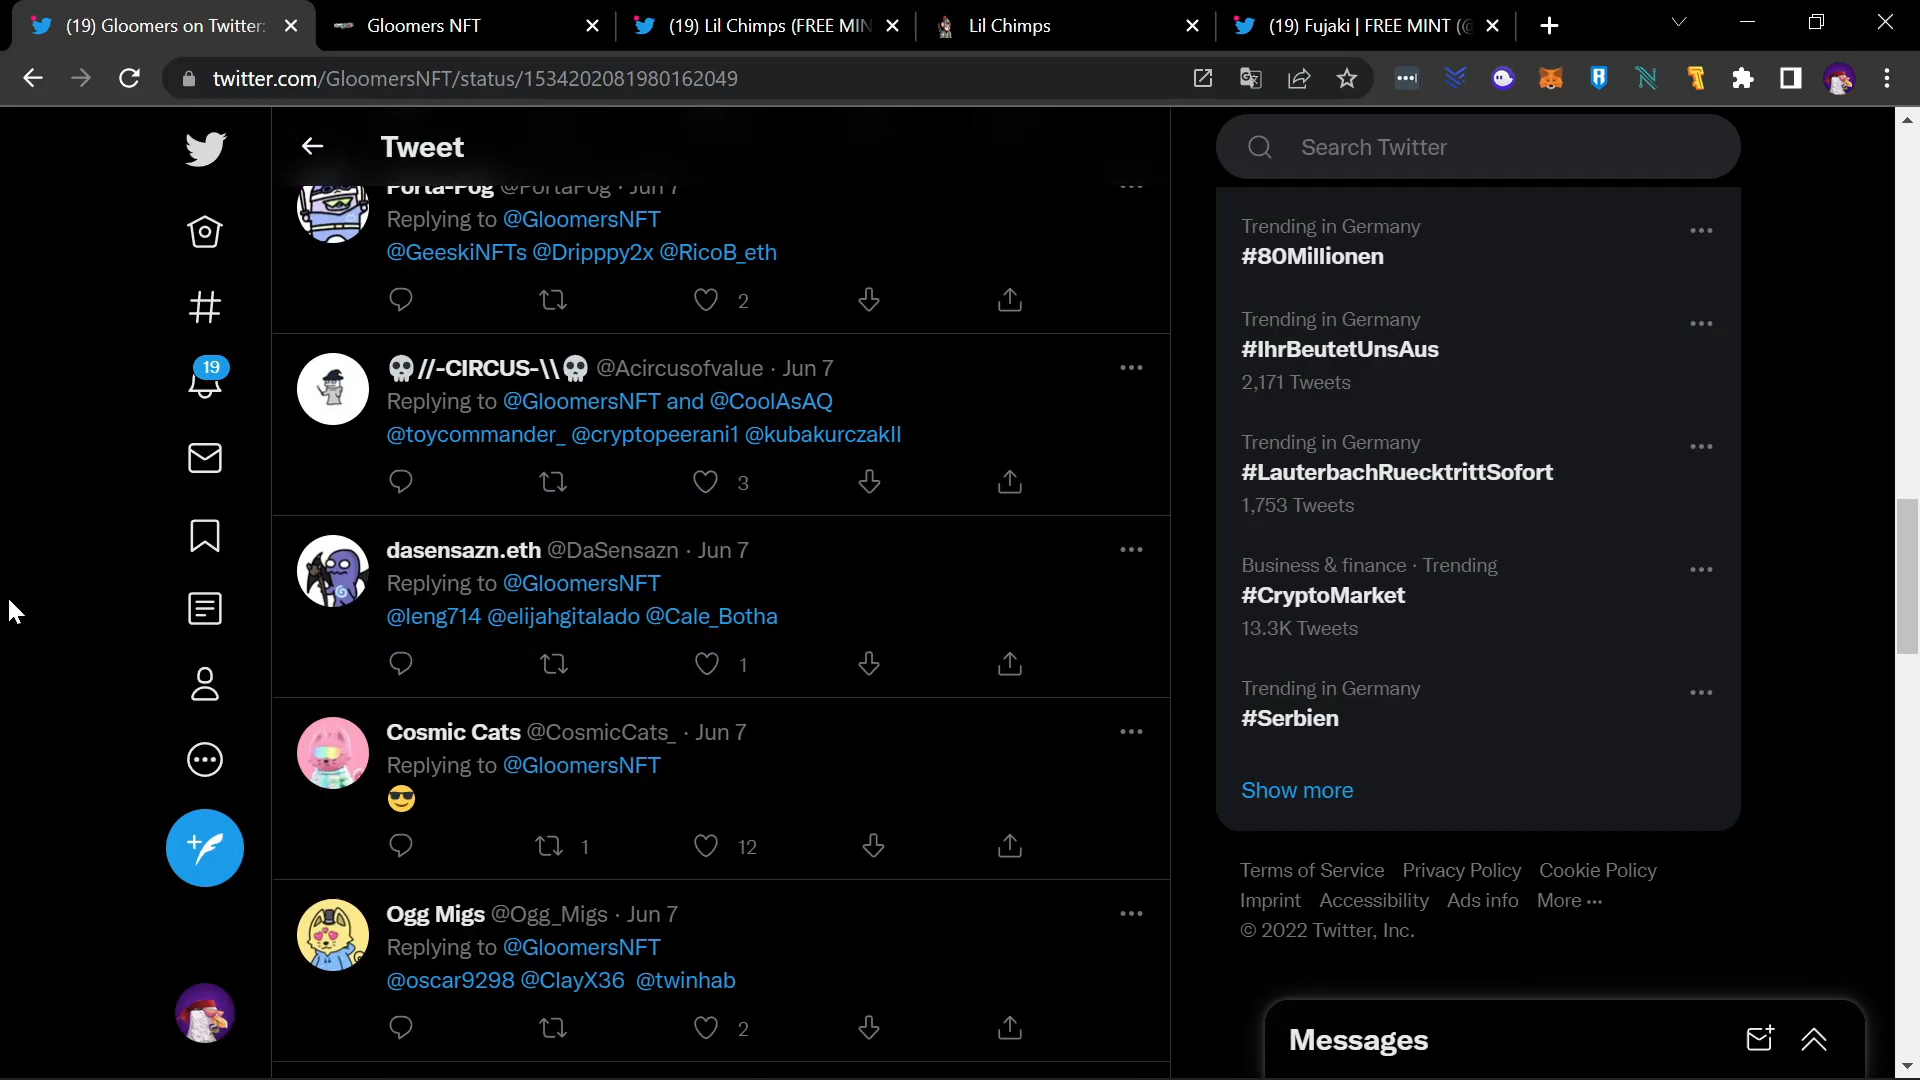 (19) Gloomers on Twitter:
Gloomers NFT
(19) Lil Chimps (FREE MIN
Lil Chimps
(19) Fujaki | FREE MINT (@
twitter.com/GloomersNFT/status/1534202081980162049
Tweet
Search Twitter
Porta-Pog @PortaPog · Jun 7
Replying to @GloomersNFT
@GeeskiNFTs @Dripppy2x @RicoB_eth
2
💀//-CIRCUS-\\💀 @Acircusofvalue · Jun 7
Replying to @GloomersNFT and @CoolAsAQ
@toycommander_ @cryptopeerani1 @kubakurczakII
3
dasensazn.eth @DaSensazn · Jun 7
Replying to @GloomersNFT
@leng714 @elijahgitalado @Cale_Botha
1
Cosmic Cats @CosmicCats_ · Jun 7
Replying to @GloomersNFT
😎
1
12
Ogg Migs @Ogg_Migs · Jun 7
Replying to @GloomersNFT
@oscar9298 @ClayX36 @twinhab
2
19
Trending in Germany
#80Millionen
Trending in Germany
#IhrBeutetUnsAus
2,171 Tweets
Trending in Germany
#LauterbachRuecktrittSofort
1,753 Tweets
Business & finance · Trending
#CryptoMarket
13.3K Tweets
Trending in Germany
#Serbien
Show more
Terms of Service Privacy Policy Cookie Policy
Imprint Accessibility Ads info More ···
© 2022 Twitter, Inc.
Messages